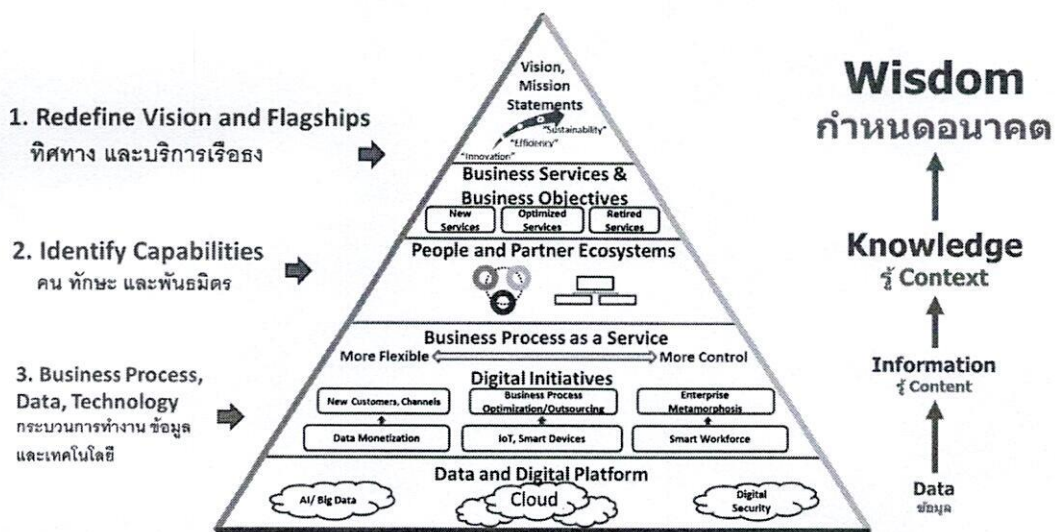 1. Redefine Vision and Flagships
ทิศทาง และบริการเรือธง
2. Identify Capabilities
คน ทักษะ และพันธมิตร
3. Business Process,
Data, Technology
กระบวนการทำงาน ข้อมูล
และเทคโนโลยี
Vision,
Mission
Statements
"Sustainability"
"Efficiency"
"Innovation"
Business Services &
Business Objectives
New
Services
Optimized
Services
Retired
Services
People and Partner Ecosystems
Business Process as a Service
More Flexible
More Control
Digital Initiatives
New Customers, Channels
Business Process
Optimization/Outsourcing
Enterprise
Metamorphosis
Data Monetization
IoT, Smart Devices
Smart Workforce
Data and Digital Platform
AI/ Big Data
Cloud
Digital
Security
Wisdom
กำหนดอนาคต
Knowledge
รู้ Context
Information
รู้ Content
Data
ข้อมูล